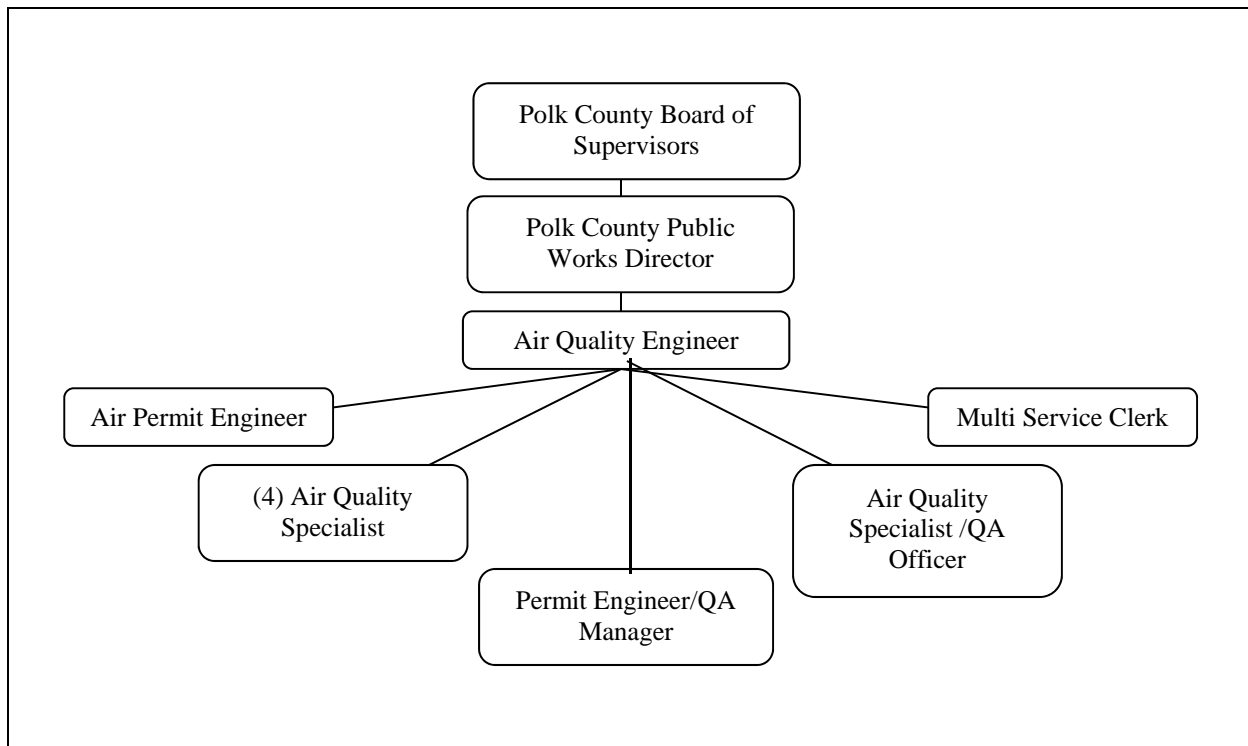 Polk County Board of
Supervisors
Polk County Public
Works Director
Air Quality Engineer
Air Permit Engineer
Multi Service Clerk
(4) Air Quality
Specialist
Air Quality
Specialist /QA
Officer
Permit Engineer/QA
Manager